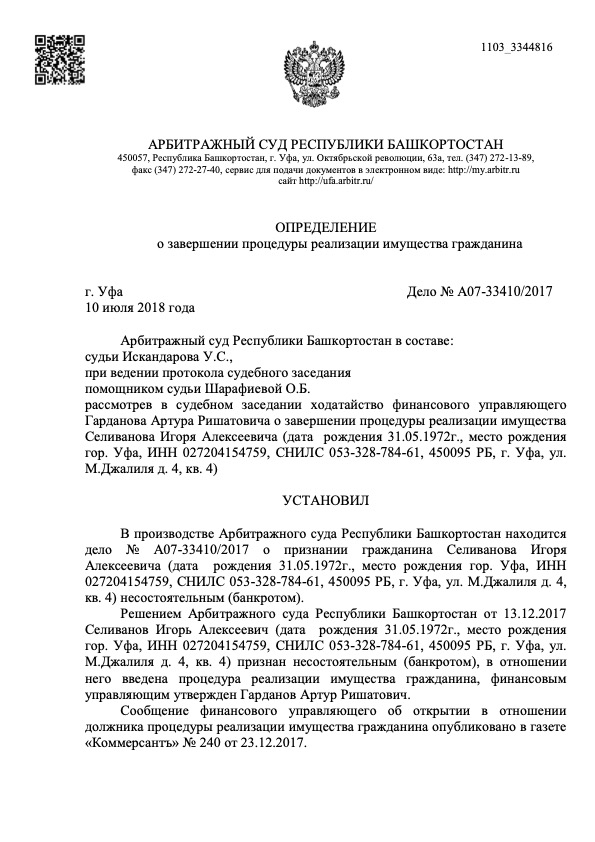 1103_3344816
АРБИТРАЖНЫЙ СУД РЕСПУБЛИКИ БАШКОРТОСТАН
450057, Республика Башкортостан, г. Уфа, ул. Октябрьской революции, 63а, тел. (347) 272-13-89,
факс (347) 272-27-40, сервис для подачи документов в электронном виде: http://my.arbitr.ru
сайт http://ufa.arbitr.ru/
ОПРЕДЕЛЕНИЕ
о завершении процедуры реализации имущества гражданина
г. Уфа Дело № А07-33410/2017
10 июля 2018 года
Арбитражный суд Республики Башкортостан в составе:
судьи Искандарова У.С.,
при ведении протокола судебного заседания
помощником судьи Шарафиевой О.Б.
рассмотрев в судебном заседании ходатайство финансового управляющего
Гарданова Артура Ришатовича о завершении процедуры реализации имущества
Селиванова Игоря Алексеевича (дата рождения 31.05.1972г., место рождения
гор. Уфа, ИНН 027204154759, СНИЛС 053-328-784-61, 450095 РБ, г. Уфа, ул.
М.Джалиля д. 4, кв. 4)
УСТАНОВИЛ
В производстве Арбитражного суда Республики Башкортостан находится
дело № А07-33410/2017 о признании гражданина Селиванова Игоря
Алексеевича (дата рождения 31.05.1972г., место рождения гор. Уфа, ИНН
027204154759, СНИЛС 053-328-784-61, 450095 РБ, г. Уфа, ул. М.Джалиля д. 4,
кв. 4) несостоятельным (банкротом).
Решением Арбитражного суда Республики Башкортостан от 13.12.2017
Селиванов Игорь Алексеевич (дата рождения 31.05.1972г., место рождения
гор. Уфа, ИНН 027204154759, СНИЛС 053-328-784-61, 450095 РБ, г. Уфа, ул.
М.Джалиля д. 4, кв. 4) признан несостоятельным (банкротом), в отношении
него введена процедура реализации имущества гражданина, финансовым
управляющим утвержден Гарданов Артур Ришатович.
Сообщение финансового управляющего об открытии в отношении
должника процедуры реализации имущества гражданина опубликовано в газете
«Коммерсантъ» № 240 от 23.12.2017.